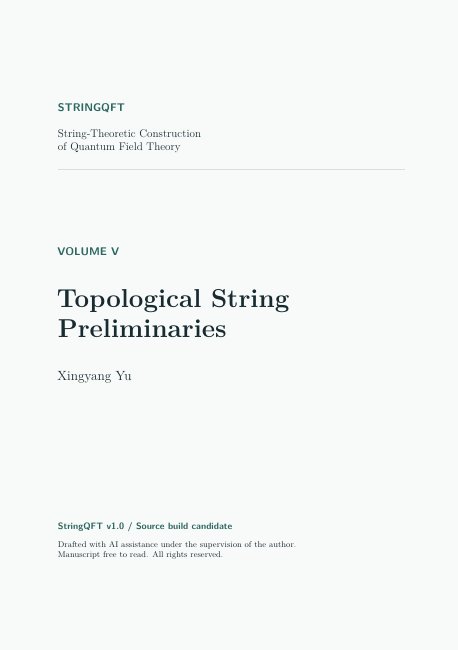 STRINGQFT
String-Theoretic Construction
of Quantum Field Theory
VOLUME V
Topological String
Preliminaries
Xingyang Yu
StringQFT v1.0 / Source build candidate
Drafted with AI assistance under the supervision of the author.
Manuscript free to read. All rights reserved.